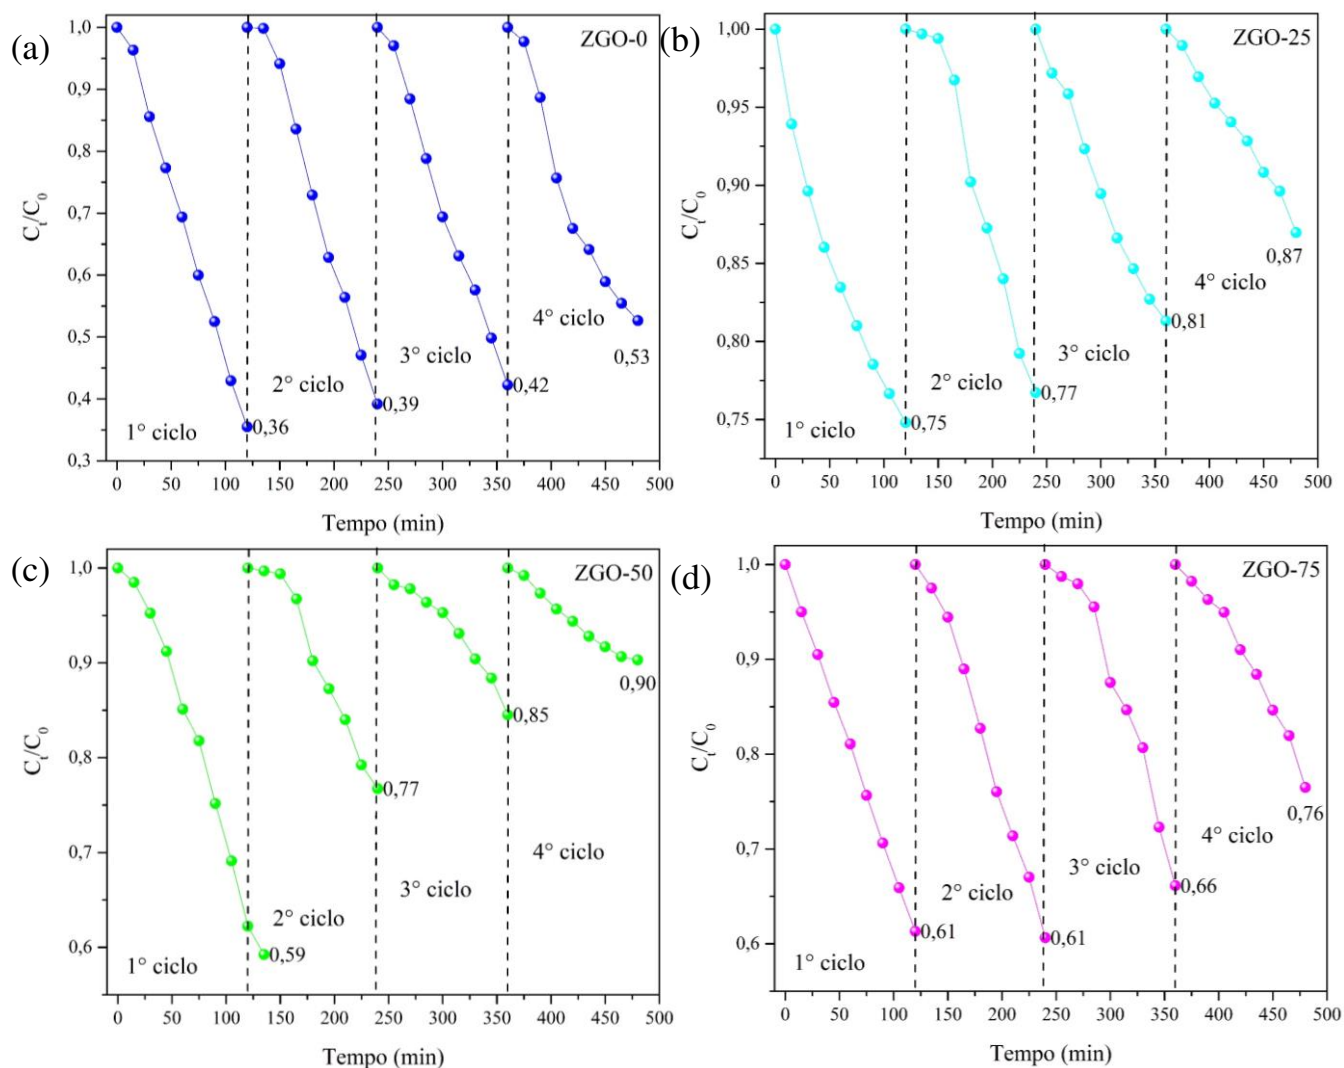 (a)
ZGO-0
1,0
0,9
0,8
0,7
0,6
0,5
0,4
0,3
Cₜ/C₀
1° ciclo
2° ciclo
3° ciclo
4° ciclo
0,36
0,39
0,42
0,53
0 50 100 150 200 250 300 350 400 450 500
Tempo (min)
(b)
ZGO-25
1,00
0,95
0,90
0,85
0,80
0,75
Cₜ/C₀
1° ciclo
2° ciclo
3° ciclo
4° ciclo
0,75
0,77
0,81
0,87
0 50 100 150 200 250 300 350 400 450 500
Tempo (min)
(c)
ZGO-50
1,0
0,9
0,8
0,7
0,6
Cₜ/C₀
1° ciclo
2° ciclo
3° ciclo
4° ciclo
0,59
0,77
0,85
0,90
0 50 100 150 200 250 300 350 400 450 500
Tempo (min)
(d)
ZGO-75
1,0
0,9
0,8
0,7
0,6
Cₜ/C₀
1° ciclo
2° ciclo
3° ciclo
4° ciclo
0,61
0,61
0,66
0,76
0 50 100 150 200 250 300 350 400 450 500
Tempo (min)